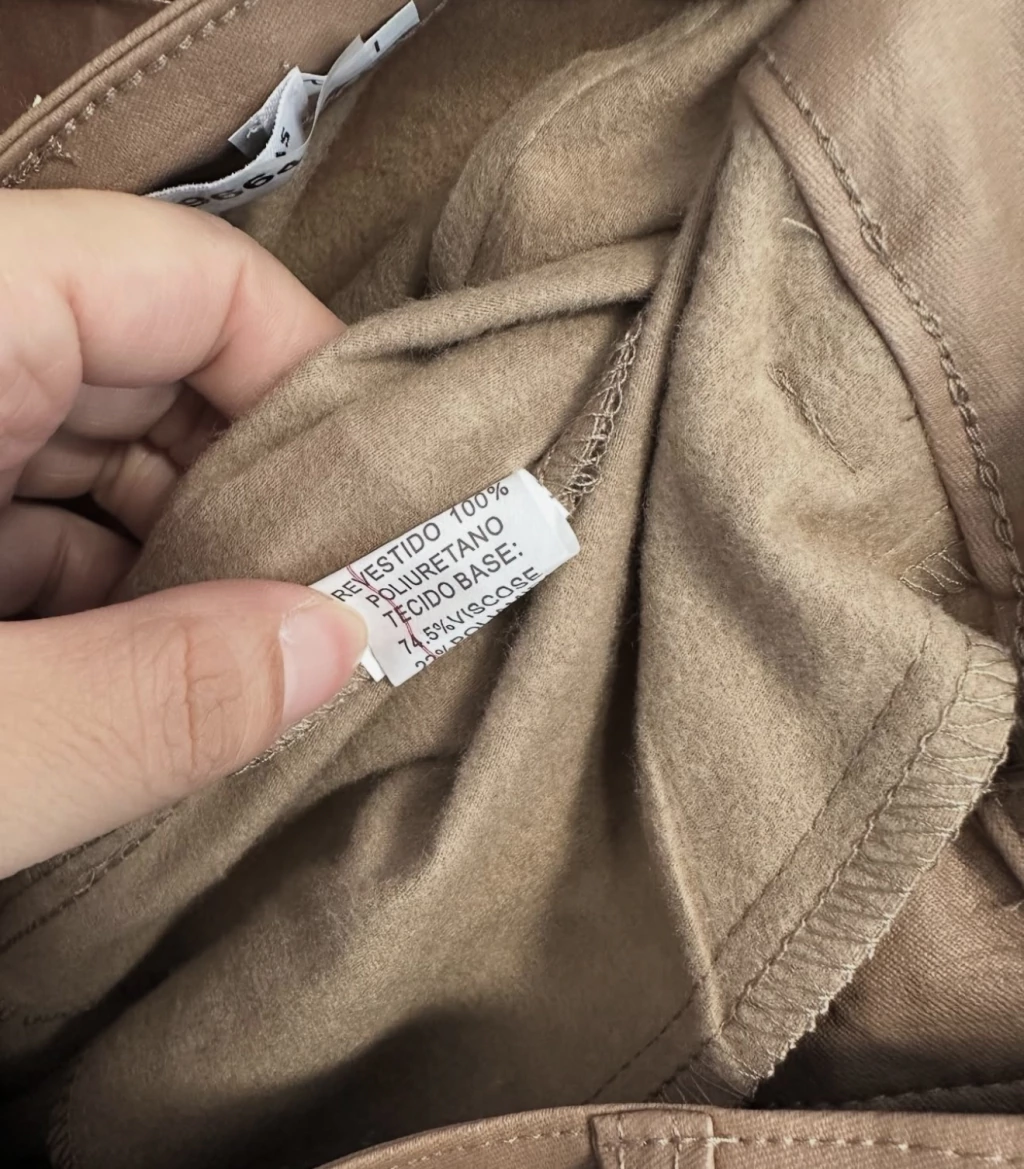 REVESTIDO 100%
POLIURETANO
TECIDO BASE:
74.5%VISCOSE